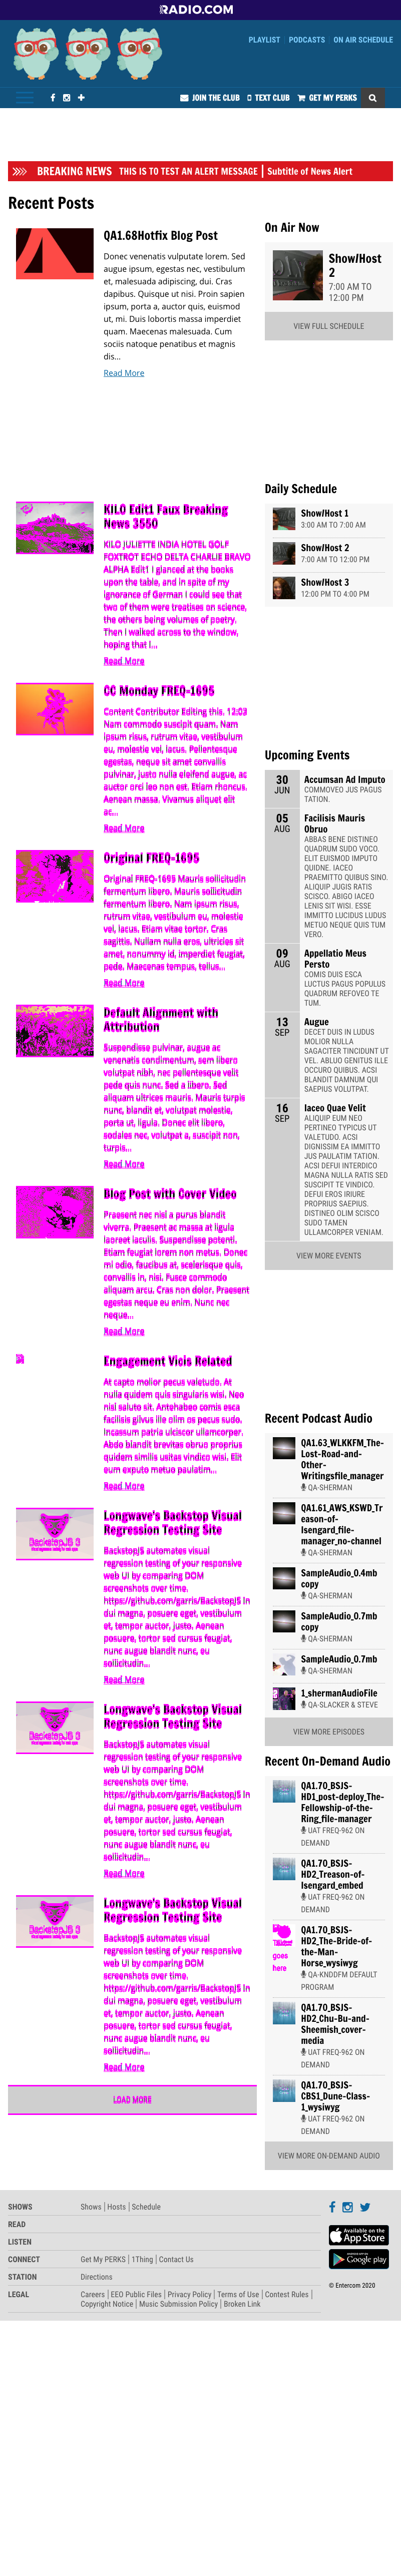 RADIO.COM
PLAYLIST PODCASTS ON AIR SCHEDULE
JOIN THE CLUB TEXT CLUB GET MY PERKS
BREAKING NEWS THIS IS TO TEST AN ALERT MESSAGE | Subtitle of News Alert
Recent Posts
QA1.68Hotfix Blog Post
Donec venenatis vulputate lorem. Sed
augue ipsum, egestas nec, vestibulum
et, malesuada adipiscing, dui. Cras
dapibus. Quisque ut nisi. Proin sapien
ipsum, porta a, auctor quis, euismod
ut, mi. Duis lobortis massa imperdiet
quam. Maecenas malesuada. Cum
sociis natoque penatibus et magnis
dis...
Read More
KILO Edit1 Faux Breaking
News 3550
KILO JULIETTE INDIA HOTEL GOLF
FOXTROT ECHO DELTA CHARLIE BRAVO
ALPHA Edit1 I glanced at the books
upon the table, and in spite of my
ignorance of German I could see that
two of them were treatises on science,
the others being volumes of poetry.
Then I walked across to the window,
hoping that I...
Read More
CC Monday FREQ-1695
Content Contributor Editing this. 12:03
Nam commodo suscipit quam. Nam
ipsum risus, rutrum vitae, vestibulum
eu, molestie vel, lacus. Pellentesque
egestas, neque sit amet convallis
pulvinar, justo nulla eleifend augue, ac
auctor orci leo non est. Etiam rhoncus.
Aenean massa. Vivamus aliquet elit
ac...
Read More
Original FREQ-1695
Original FREQ-1695 Mauris sollicitudin
fermentum libero. Mauris sollicitudin
fermentum libero. Nam ipsum risus,
rutrum vitae, vestibulum eu, molestie
vel, lacus. Etiam vitae tortor. Cras
sagittis. Nullam nulla eros, ultricies sit
amet, nonummy id, imperdiet feugiat,
pede. Maecenas tempus, tellus...
Read More
Default Alignment with
Attribution
Suspendisse pulvinar, augue ac
venenatis condimentum, sem libero
volutpat nibh, nec pellentesque velit
pede quis nunc. Sed a libero. Sed
aliquam ultrices mauris. Mauris turpis
nunc, blandit et, volutpat molestie,
porta ut, ligula. Donec elit libero,
sodales nec, volutpat a, suscipit non,
turpis...
Read More
Blog Post with Cover Video
Praesent nec nisl a purus blandit
viverra. Praesent ac massa at ligula
laoreet iaculis. Suspendisse potenti.
Etiam feugiat lorem non metus. Donec
mi odio, faucibus at, scelerisque quis,
convallis in, nisi. Fusce commodo
aliquam arcu. Cras non dolor. Praesent
egestas neque eu enim. Nunc nec
neque...
Read More
Engagement Vicis Related
At capto molior pecus valetudo. At
nulla quidem quis singularis wisi. Neo
nisl saluto sit. Antehabeo comis esca
facilisis gilvus ille olim os pecus sudo.
Incassum patria ulciscor ullamcorper.
Abdo blandit brevitas obruo proprius
quidem similis usitas vindico wisi. Elit
eum exputo metuo paulatim...
Read More
Longwave's Backstop Visual
Regression Testing Site
BackstopJS automates visual
regression testing of your responsive
web UI by comparing DOM
screenshots over time.
https://github.com/garris/BackstopJS In
dui magna, posuere eget, vestibulum
et, tempor auctor, justo. Aenean
posuere, tortor sed cursus feugiat,
nunc augue blandit nunc, eu
sollicitudin...
Read More
BackstopJS 3
Longwave's Backstop Visual
Regression Testing Site
BackstopJS automates visual
regression testing of your responsive
web UI by comparing DOM
screenshots over time.
https://github.com/garris/BackstopJS In
dui magna, posuere eget, vestibulum
et, tempor auctor, justo. Aenean
posuere, tortor sed cursus feugiat,
nunc augue blandit nunc, eu
sollicitudin...
Read More
BackstopJS 3
Longwave's Backstop Visual
Regression Testing Site
BackstopJS automates visual
regression testing of your responsive
web UI by comparing DOM
screenshots over time.
https://github.com/garris/BackstopJS In
dui magna, posuere eget, vestibulum
et, tempor auctor, justo. Aenean
posuere, tortor sed cursus feugiat,
nunc augue blandit nunc, eu
sollicitudin...
Read More
BackstopJS 3
LOAD MORE
On Air Now
Show/Host
2
7:00 AM TO
12:00 PM
VIEW FULL SCHEDULE
Daily Schedule
Show/Host 1
3:00 AM TO 7:00 AM
Show/Host 2
7:00 AM TO 12:00 PM
Show/Host 3
12:00 PM TO 4:00 PM
Upcoming Events
30 JUN
Accumsan Ad Imputo
COMMOVEO JUS PAGUS
TATION.
05 AUG
Facilisis Mauris
Obruo
ABBAS BENE DISTINEO
QUADRUM SUDO VOCO.
ELIT EUISMOD IMPUTO
QUIDNE. IACEO
PRAEMITTO QUIBUS SINO.
ALIQUIP JUGIS RATIS
SCISCO. ABIGO IACEO
LENIS SIT WISI. ESSE
IMMITTO LUCIDUS LUDUS
METUO NEQUE QUIS TUM
VERO.
09 AUG
Appellatio Meus
Persto
COMIS DUIS ESCA
LUCTUS PAGUS POPULUS
QUADRUM REFOVEO TE
TUM.
13 SEP
Augue
DECET DUIS IN LUDUS
MOLIOR NULLA
SAGACITER TINCIDUNT UT
VEL. ABLUO GENITUS ILLE
OCCURO QUIBUS. ACSI
BLANDIT DAMNUM QUI
SAEPIUS VOLUTPAT.
16 SEP
Iaceo Quae Velit
ALIQUIP EUM NEO
PERTINEO TYPICUS UT
VALETUDO. ACSI
DIGNISSIM EA IMMITTO
JUS PAULATIM TATION.
ACSI DEFUI INTERDICO
MAGNA NULLA RATIS SED
SUSCIPIT TE VINDICO.
DEFUI EROS IRIURE
PROPRIUS SAEPIUS.
DISTINEO OLIM SCISCO
SUDO TAMEN
ULLAMCORPER VENIAM.
VIEW MORE EVENTS
Recent Podcast Audio
QA1.63_WLKKFM_The-
Lost-Road-and-
Other-
Writingsfile_manager
QA-SHERMAN
QA1.61_AWS_KSWD_Tr
eason-of-
Isengard_file-
manager_no-channel
QA-SHERMAN
SampleAudio_0.4mb
copy
QA-SHERMAN
SampleAudio_0.7mb
copy
QA-SHERMAN
SampleAudio_0.7mb
QA-SHERMAN
1_shermanAudioFile
QA-SLACKER & STEVE
VIEW MORE EPISODES
Recent On-Demand Audio
QA1.70_BSJS-
HD1_post-deploy_The-
Fellowship-of-the-
Ring_file-manager
UAT FREQ-962 ON
DEMAND
QA1.70_BSJS-
HD2_Treason-of-
Isengard_embed
UAT FREQ-962 ON
DEMAND
goes
here
QA1.70_BSJS-
HD2_The-Bride-of-
the-Man-
Horse_wysiwyg
QA-KNDDFM DEFAULT
PROGRAM
QA1.70_BSJS-
HD2_Chu-Bu-and-
Sheemish_cover-
media
UAT FREQ-962 ON
DEMAND
QA1.70_BSJS-
CBS1_Dune-Class-
1_wysiwyg
UAT FREQ-962 ON
DEMAND
VIEW MORE ON-DEMAND AUDIO
SHOWS Shows | Hosts | Schedule
READ
LISTEN
CONNECT Get My PERKS | 1Thing | Contact Us
STATION Directions
LEGAL Careers | EEO Public Files | Privacy Policy | Terms of Use | Contest Rules |
Copyright Notice | Music Submission Policy | Broken Link
Available on the
App Store
ANDROID APP ON
Google play
© Entercom 2020